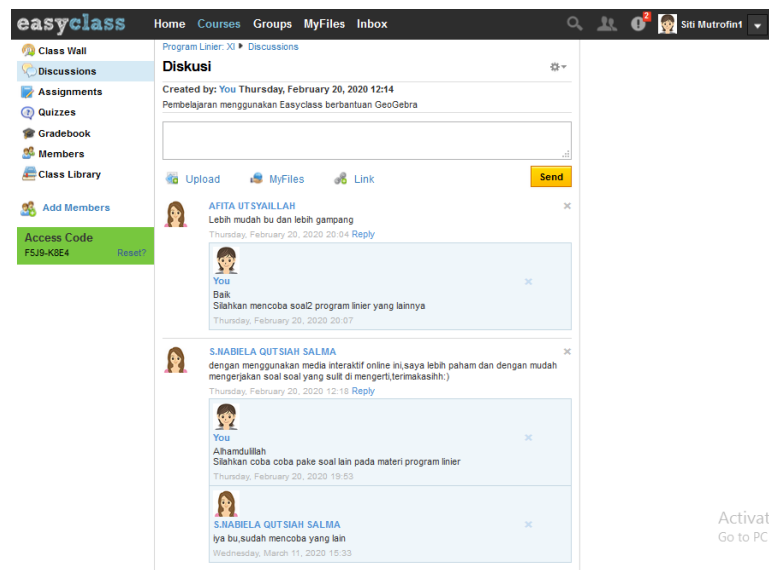 easyclass Home Courses Groups MyFiles Inbox 2 Siti Mutrofin1
Class Wall
Discussions
Assignments
Quizzes
Gradebook
Members
Class Library
Add Members
Access Code
F5J9-K8E4 Reset?
Program Linier: XI Discussions
Diskusi
Created by: You Thursday, February 20, 2020 12:14
Pembelajaran menggunakan Easyclass berbantuan GeoGebra
Upload MyFiles Link Send
AFITA UTSYAILLAH
Lebih mudah bu dan lebih gampang
Thursday, February 20, 2020 20:04 Reply
You
Baik
Silahkan mencoba soal2 program linier yang lainnya
Thursday, February 20, 2020 20:07
S.NABIELA QUTSIAH SALMA
dengan menggunakan media interaktif online ini,saya lebih paham dan dengan mudah
mengerjakan soal soal yang sulit di mengerti,terimakasihh:)
Thursday, February 20, 2020 12:18 Reply
You
Alhamdulillah
Silahkan coba coba pake soal lain pada materi program linier
Thursday, February 20, 2020 19:53
S.NABIELA QUTSIAH SALMA
iya bu,sudah mencoba yang lain
Wednesday, March 11, 2020 15:33
Activat
Go to PC